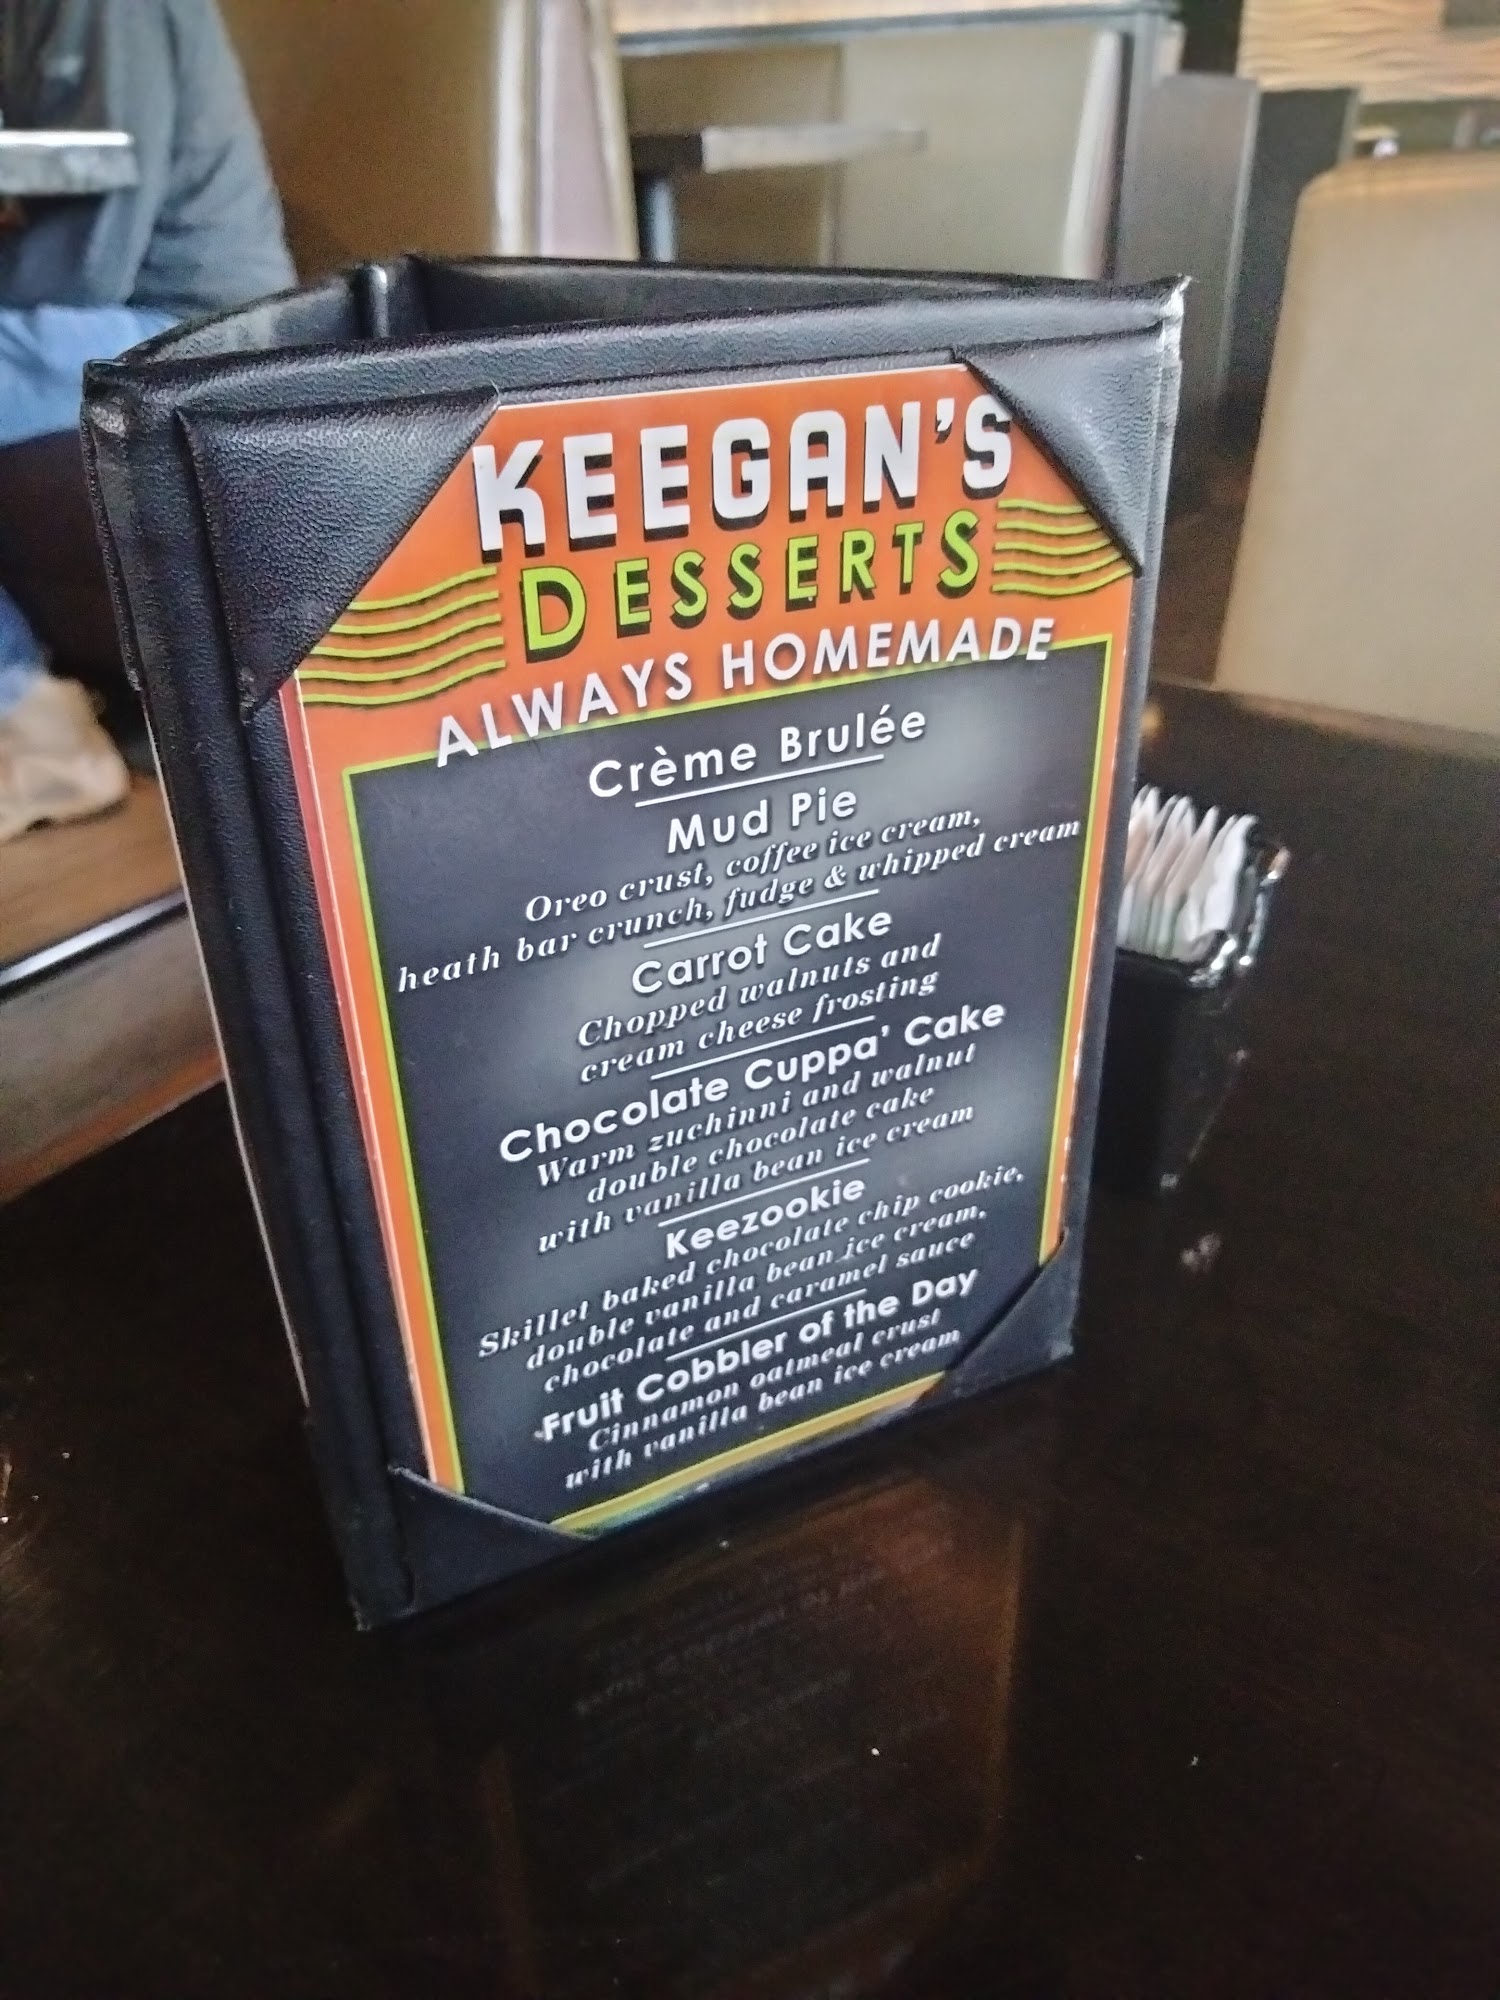 KEEGAN'S
DESSERTS
ALWAYS HOMEMADE
Crème Brulée
Mud Pie
Oreo crust, coffee ice cream,
heath bar crunch, fudge & whipped cream
Carrot Cake
Chopped walnuts and
cream cheese frosting
Chocolate Cuppa' Cake
Warm zuchinni and walnut
double chocolate cake
with vanilla bean ice cream
Keezookie
Skillet baked chocolate chip cookie,
double vanilla bean ice cream,
chocolate and caramel sauce
Fruit Cobbler of the Day
Cinnamon oatmeal crust
with vanilla bean ice cream